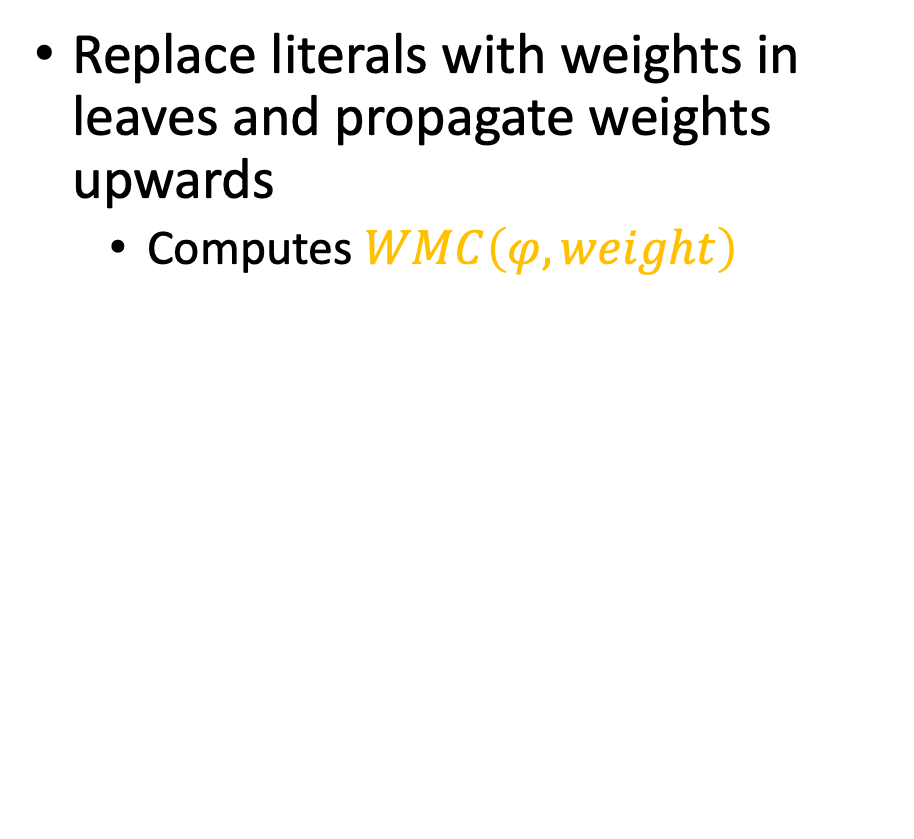 • Replace literals with weights in
leaves and propagate weights
upwards
• Computes 𝑊𝑀𝐶(𝜑, 𝑤𝑒𝑖𝑔ℎ𝑡)